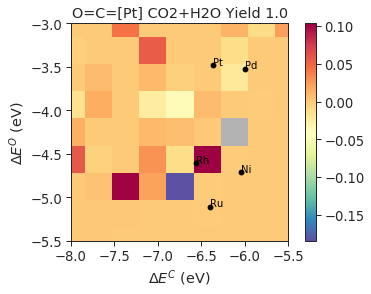 O=C=[Pt] CO2+H2O Yield 1.0
−3.0
−3.5
−4.0
−4.5
−5.0
−5.5
ΔE^O (eV)
Pt
Pd
Rh
Ni
Ru
−8.0 −7.5 −7.0 −6.5 −6.0 −5.5
ΔE^C (eV)
0.10
0.05
0.00
−0.05
−0.10
−0.15